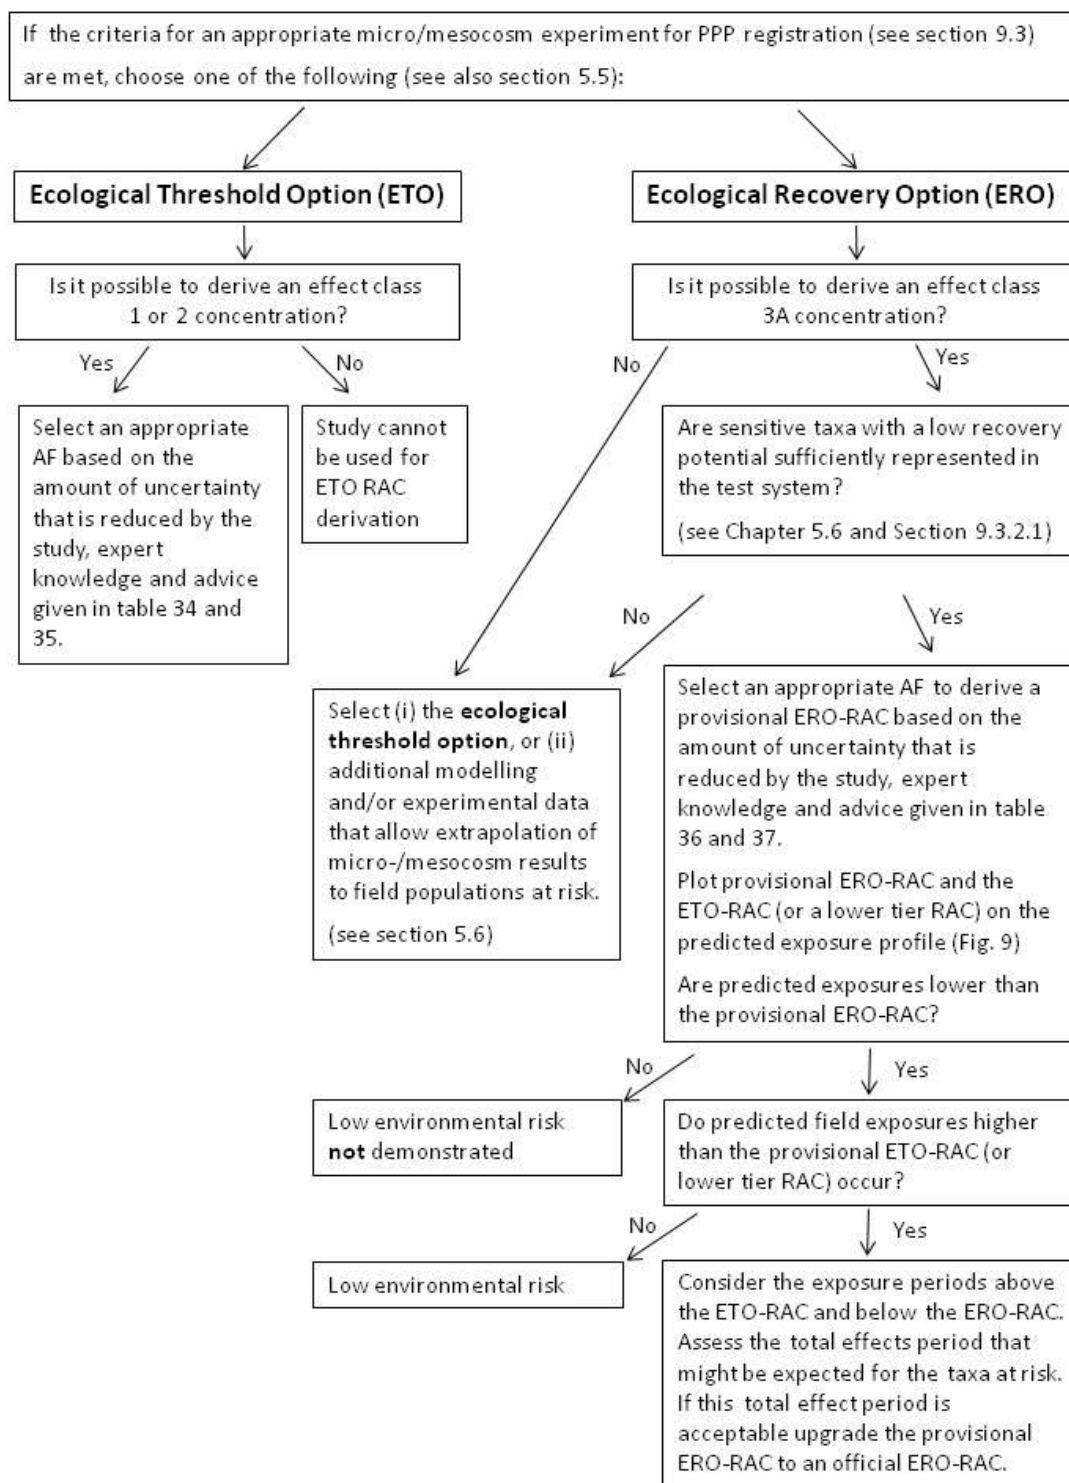 If the criteria for an appropriate micro/mesocosm experiment for PPP registration (see section 9.3)
are met, choose one of the following (see also section 5.5):
Ecological Threshold Option (ETO)
Ecological Recovery Option (ERO)
Is it possible to derive an effect class
1 or 2 concentration?
Is it possible to derive an effect class
3A concentration?
Yes
No
No
Yes
Select an appropriate
AF based on the
amount of uncertainty
that is reduced by the
study, expert
knowledge and advice
given in table 34 and
35.
Study cannot
be used for
ETO RAC
derivation
Are sensitive taxa with a low recovery
potential sufficiently represented in
the test system?
(see Chapter 5.6 and Section 9.3.2.1)
No
Yes
Select (i) the ecological
threshold option, or (ii)
additional modelling
and/or experimental data
that allow extrapolation of
micro-/mesocosm results
to field populations at risk.
(see section 5.6)
Select an appropriate AF to derive a
provisional ERO-RAC based on the
amount of uncertainty that is
reduced by the study, expert
knowledge and advice given in table
36 and 37.
Plot provisional ERO-RAC and the
ETO-RAC (or a lower tier RAC) on the
predicted exposure profile (Fig. 9)
Are predicted exposures lower than
the provisional ERO-RAC?
No
Yes
Low environmental risk
not demonstrated
Do predicted field exposures higher
than the provisional ETO-RAC (or
lower tier RAC) occur?
No
Yes
Low environmental risk
Consider the exposure periods above
the ETO-RAC and below the ERO-RAC.
Assess the total effects period that
might be expected for the taxa at risk.
If this total effect period is
acceptable upgrade the provisional
ERO-RAC to an official ERO-RAC.